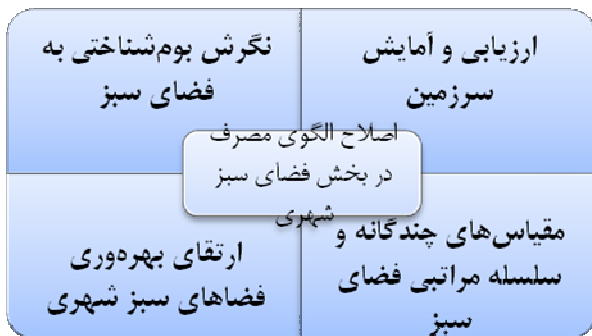 ارزیابی و آمایش
سرزمین
نگرش بوم‌شناختی به
فضای سبز
اصلاح الگوی مصرف
در بخش فضای سبز
شهری
مقیاس‌های چندگانه و
سلسله مراتبی فضای
سبز
ارتقای بهره‌وری
فضاهای سبز شهری